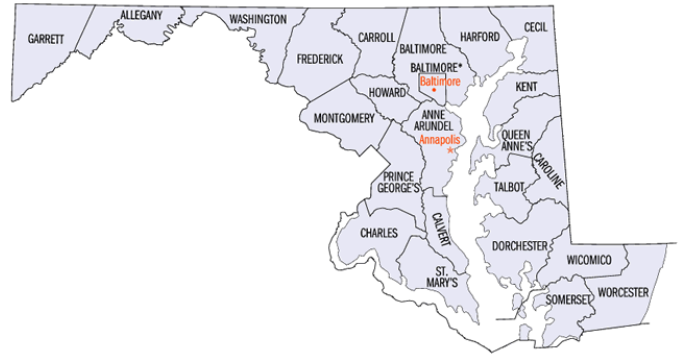 GARRETT
ALLEGANY
WASHINGTON
FREDERICK
CARROLL
BALTIMORE
HARFORD
CECIL
BALTIMORE*
Baltimore
HOWARD
KENT
MONTGOMERY
ANNE
ARUNDEL
Annapolis
QUEEN
ANNE'S
CAROLINE
PRINCE
GEORGE'S
TALBOT
CHARLES
CALVERT
DORCHESTER
WICOMICO
ST.
MARY'S
SOMERSET
WORCESTER